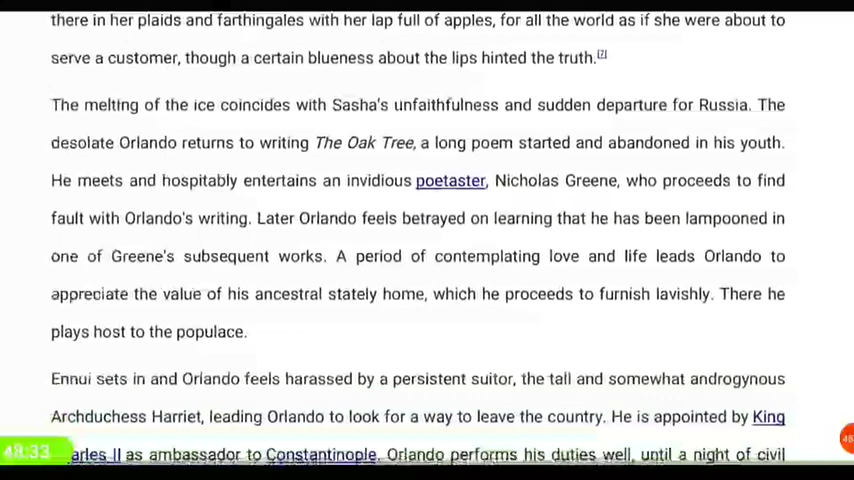 there in her plaids and farthingales with her lap full of apples, for all the world as if she were about to
serve a customer, though a certain blueness about the lips hinted the truth.[7]
The melting of the ice coincides with Sasha's unfaithfulness and sudden departure for Russia. The
desolate Orlando returns to writing The Oak Tree, a long poem started and abandoned in his youth.
He meets and hospitably entertains an invidious poetaster, Nicholas Greene, who proceeds to find
fault with Orlando's writing. Later Orlando feels betrayed on learning that he has been lampooned in
one of Greene's subsequent works. A period of contemplating love and life leads Orlando to
appreciate the value of his ancestral stately home, which he proceeds to furnish lavishly. There he
plays host to the populace.
Ennui sets in and Orlando feels harassed by a persistent suitor, the tall and somewhat androgynous
Archduchess Harriet, leading Orlando to look for a way to leave the country. He is appointed by King
arles II as ambassador to Constantinople. Orlando performs his duties well, until a night of civil
48:33
48